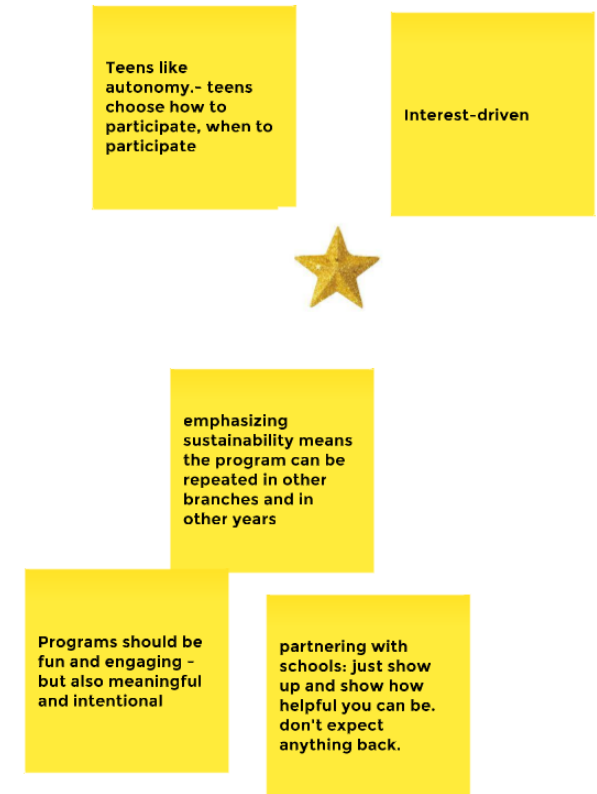 Teens like
autonomy.- teens
choose how to
participate, when to
participate
Interest-driven
emphasizing
sustainability means
the program can be
repeated in other
branches and in
other years
Programs should be
fun and engaging -
but also meaningful
and intentional
partnering with
schools: just show
up and show how
helpful you can be.
don't expect
anything back.